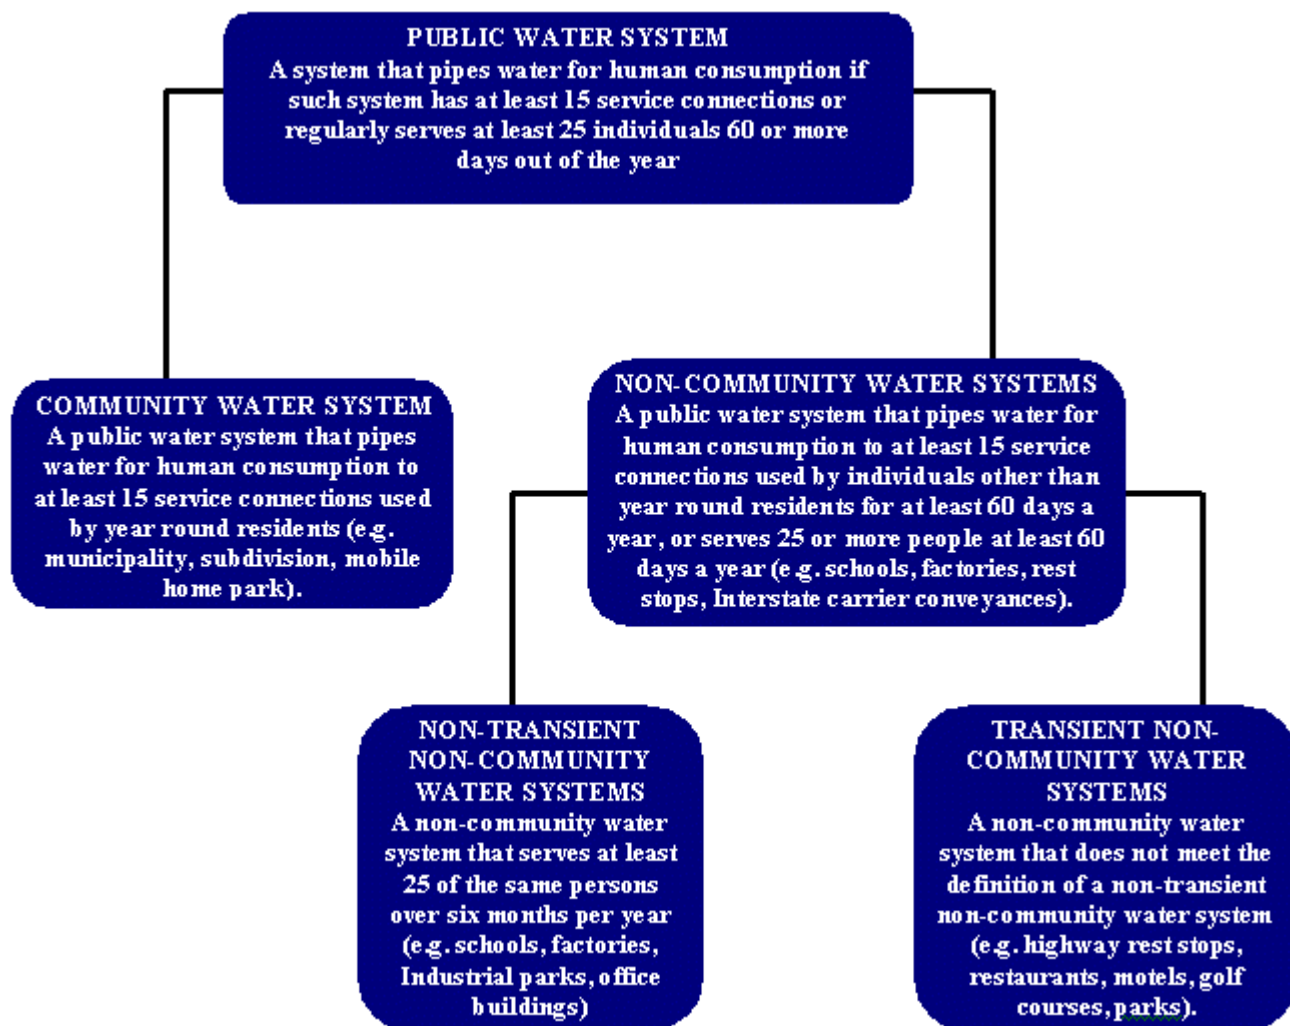 PUBLIC WATER SYSTEM
A system that pipes water for human consumption if
such system has at least 15 service connections or
regularly serves at least 25 individuals 60 or more
days out of the year
COMMUNITY WATER SYSTEM
A public water system that pipes
water for human consumption to
at least 15 service connections used
by year round residents (e.g.
municipality, subdivision, mobile
home park).
NON-COMMUNITY WATER SYSTEMS
A public water system that pipes water for
human consumption to at least 15 service
connections used by individuals other than
year round residents for at least 60 days a
year, or serves 25 or more people at least 60
days a year (e.g. schools, factories, rest
stops, Interstate carrier conveyances).
NON-TRANSIENT
NON-COMMUNITY
WATER SYSTEMS
A non-community water
system that serves at least
25 of the same persons
over six months per year
(e.g. schools, factories,
Industrial parks, office
buildings)
TRANSIENT NON-
COMMUNITY WATER
SYSTEMS
A non-community water
system that does not meet the
definition of a non-transient
non-community water system
(e.g. highway rest stops,
restaurants, motels, golf
courses, parks).